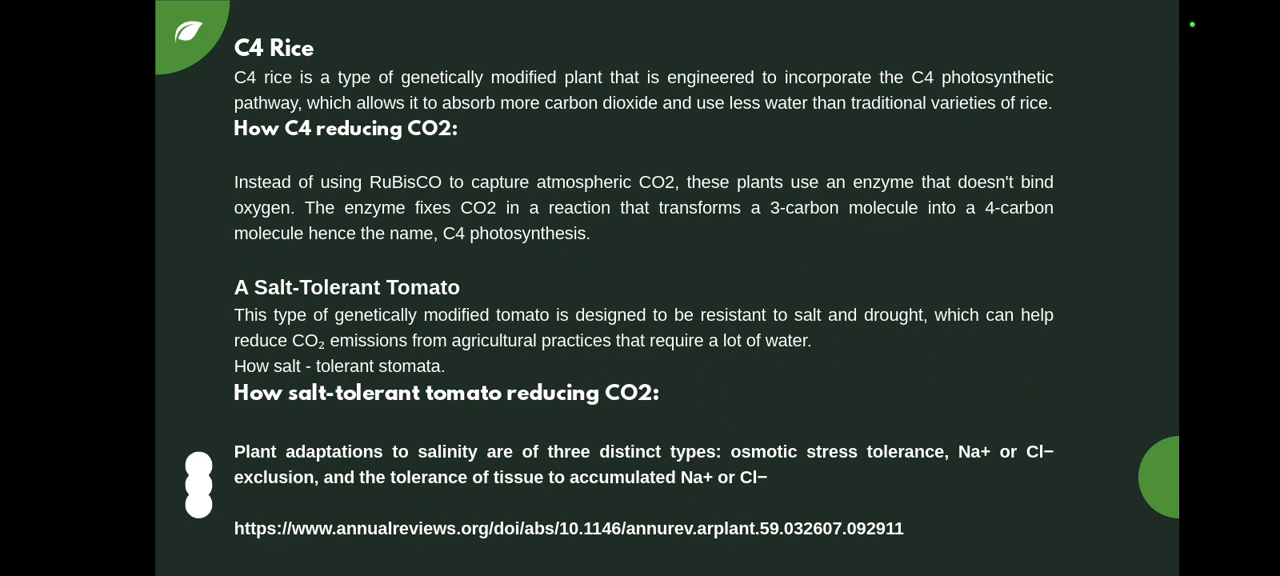 C4 Rice
C4 rice is a type of genetically modified plant that is engineered to incorporate the C4 photosynthetic
pathway, which allows it to absorb more carbon dioxide and use less water than traditional varieties of rice.
How C4 reducing CO2:
Instead of using RuBisCO to capture atmospheric CO2, these plants use an enzyme that doesn't bind
oxygen. The enzyme fixes CO2 in a reaction that transforms a 3-carbon molecule into a 4-carbon
molecule hence the name, C4 photosynthesis.
A Salt-Tolerant Tomato
This type of genetically modified tomato is designed to be resistant to salt and drought, which can help
reduce CO₂ emissions from agricultural practices that require a lot of water.
How salt - tolerant stomata.
How salt-tolerant tomato reducing CO2:
Plant adaptations to salinity are of three distinct types: osmotic stress tolerance, Na+ or Cl−
exclusion, and the tolerance of tissue to accumulated Na+ or Cl−
https://www.annualreviews.org/doi/abs/10.1146/annurev.arplant.59.032607.092911